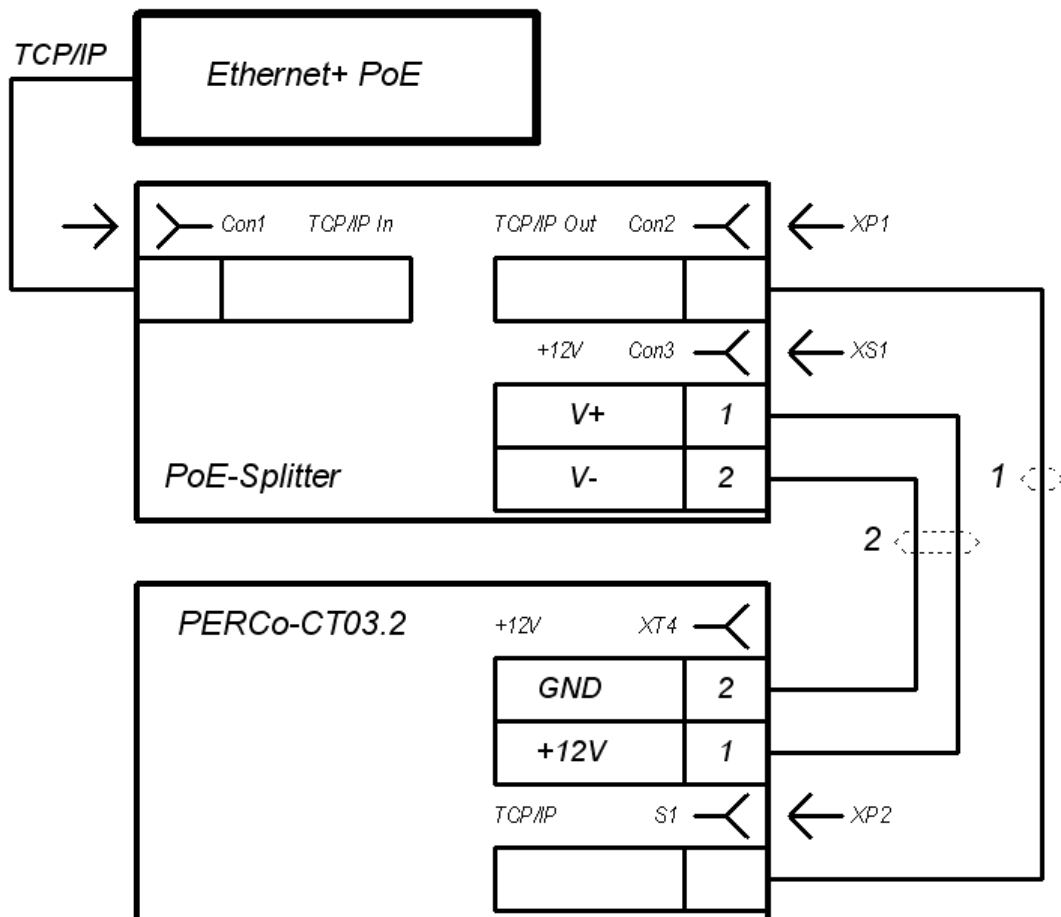 TCP/IP
Ethernet+ PoE
Con1 TCP/IP In TCP/IP Out Con2 XP1
+12V Con3 XS1
V+ 1
PoE-Splitter V- 2 1
2
PERCo-CT03.2 +12V XT4
GND 2
+12V 1
TCP/IP S1 XP2